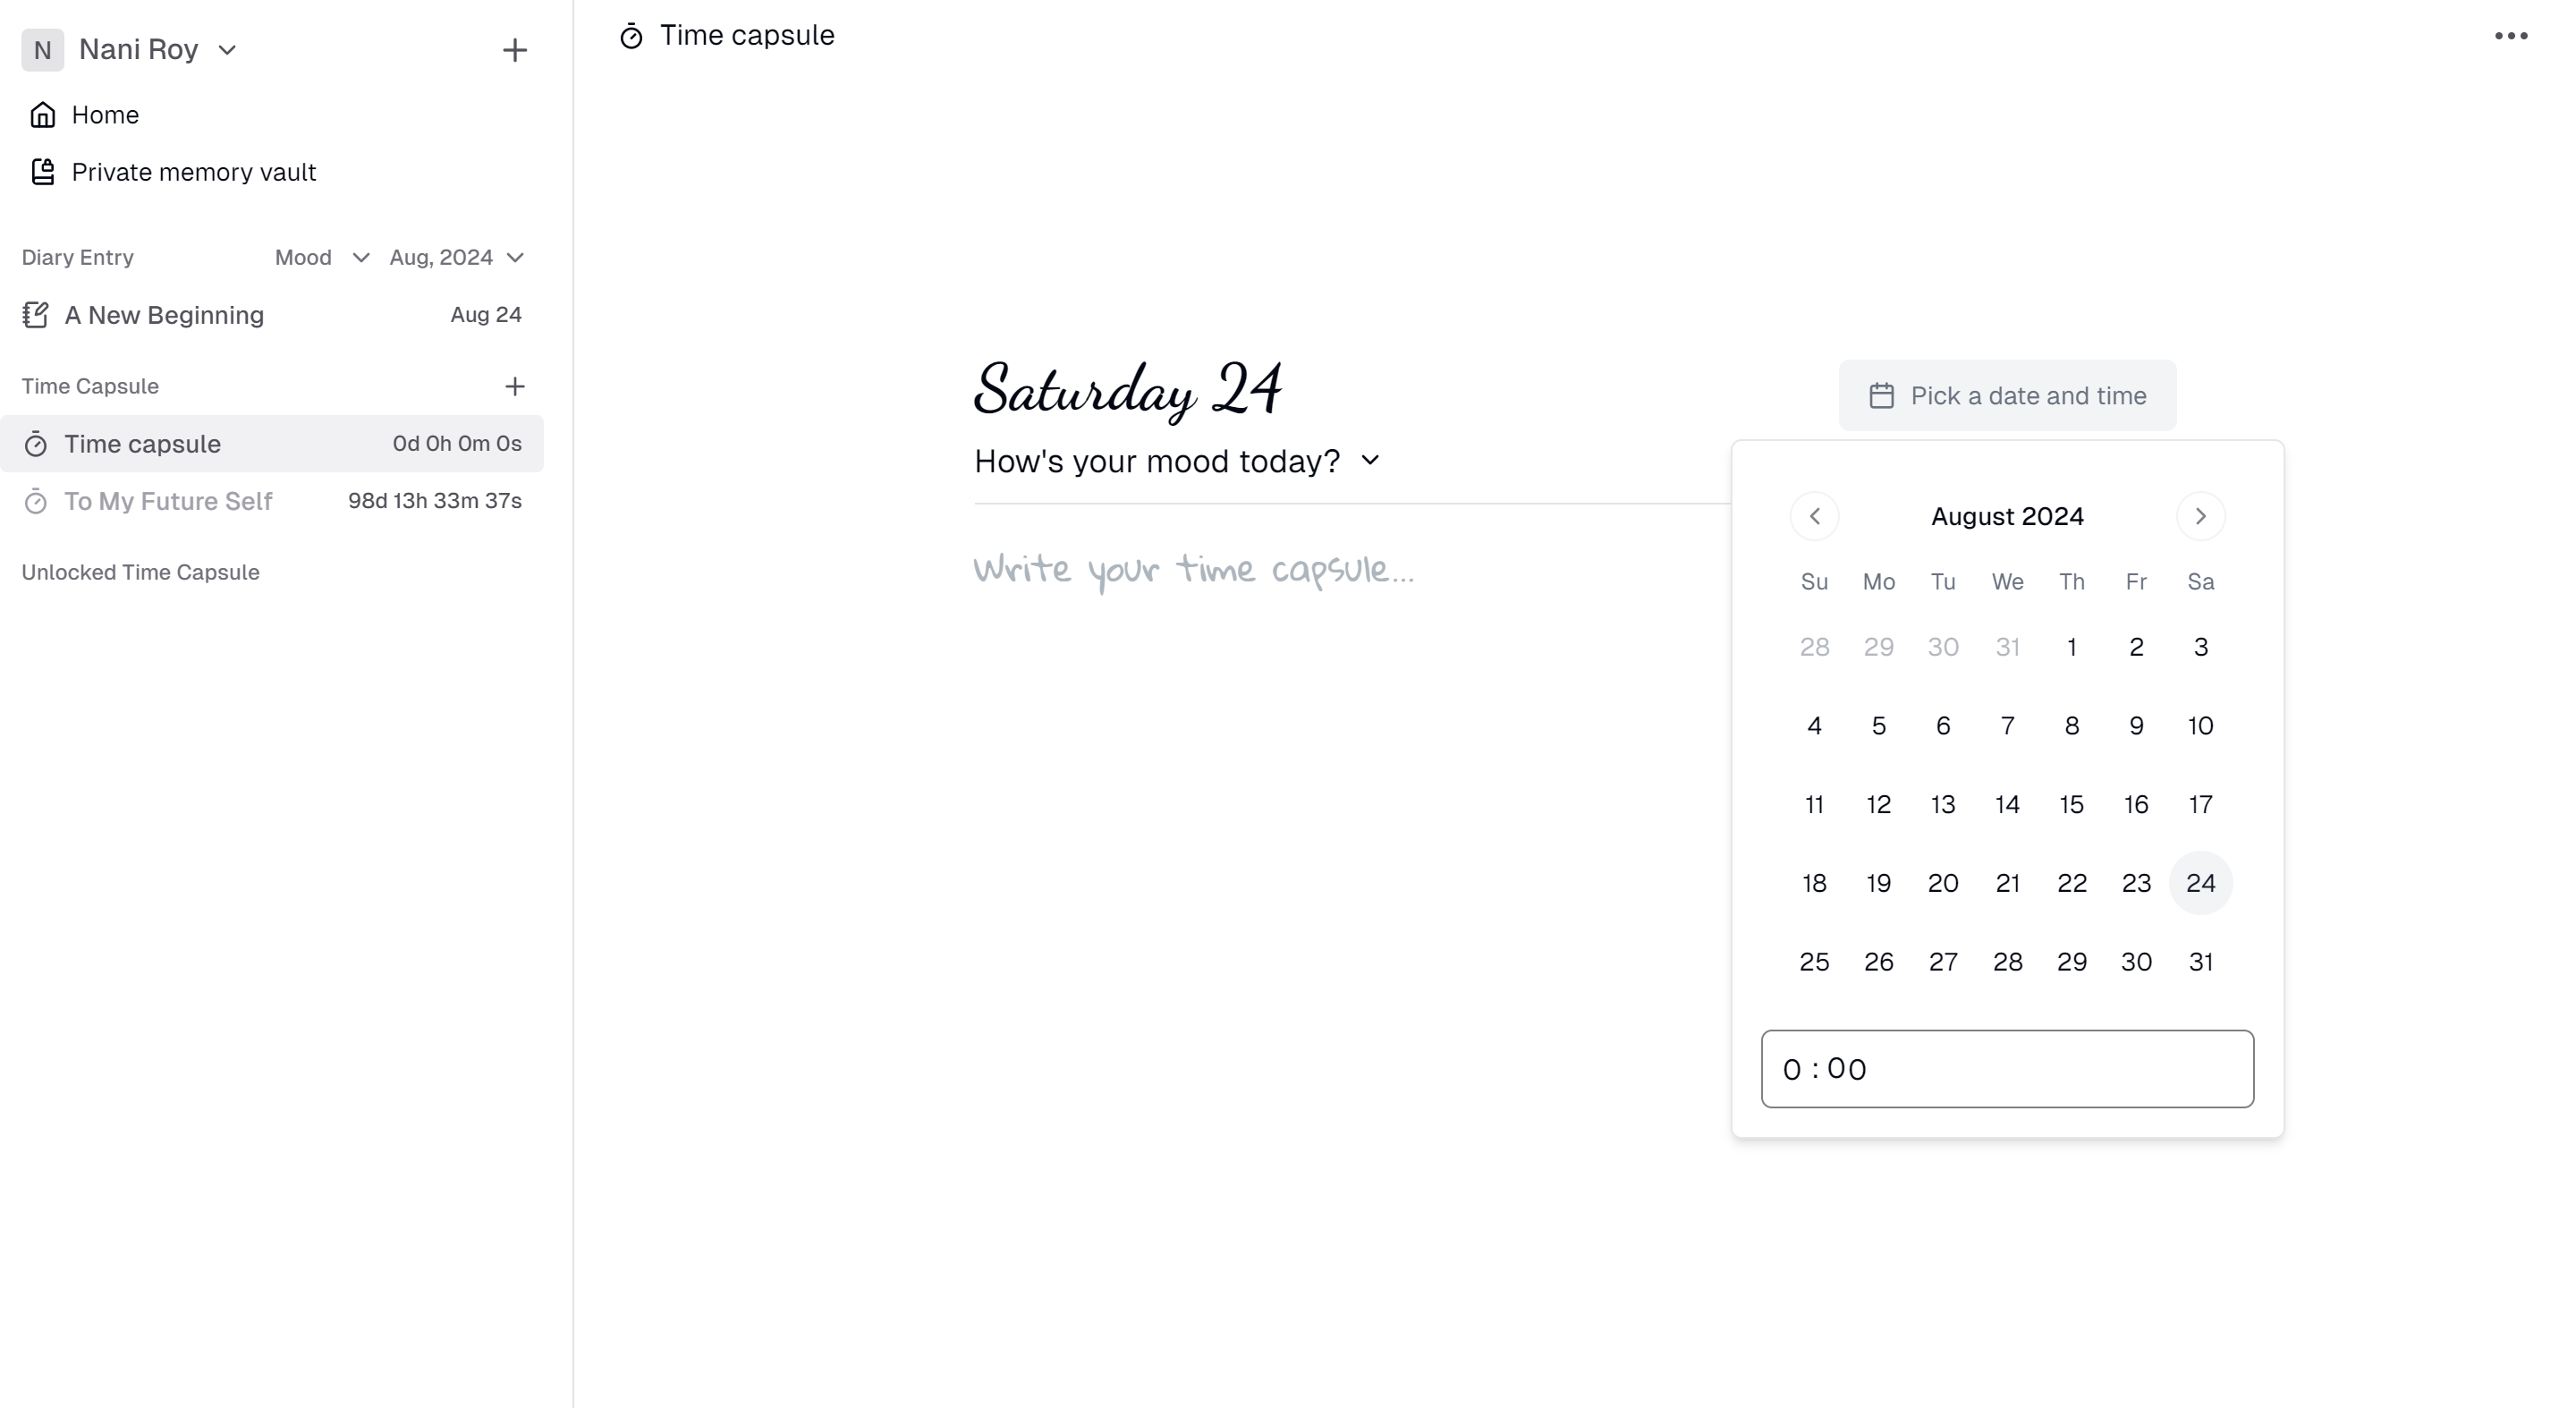 N Nani Roy
Home
Private memory vault
Diary Entry Mood Aug, 2024
A New Beginning Aug 24
Time Capsule
Time capsule 0d 0h 0m 0s
To My Future Self 98d 13h 33m 37s
Unlocked Time Capsule
Time capsule
Saturday 24
How's your mood today?
Write your time capsule...
Pick a date and time
August 2024
Su Mo Tu We Th Fr Sa
28 29 30 31 1 2 3
4 5 6 7 8 9 10
11 12 13 14 15 16 17
18 19 20 21 22 23 24
25 26 27 28 29 30 31
0 : 00